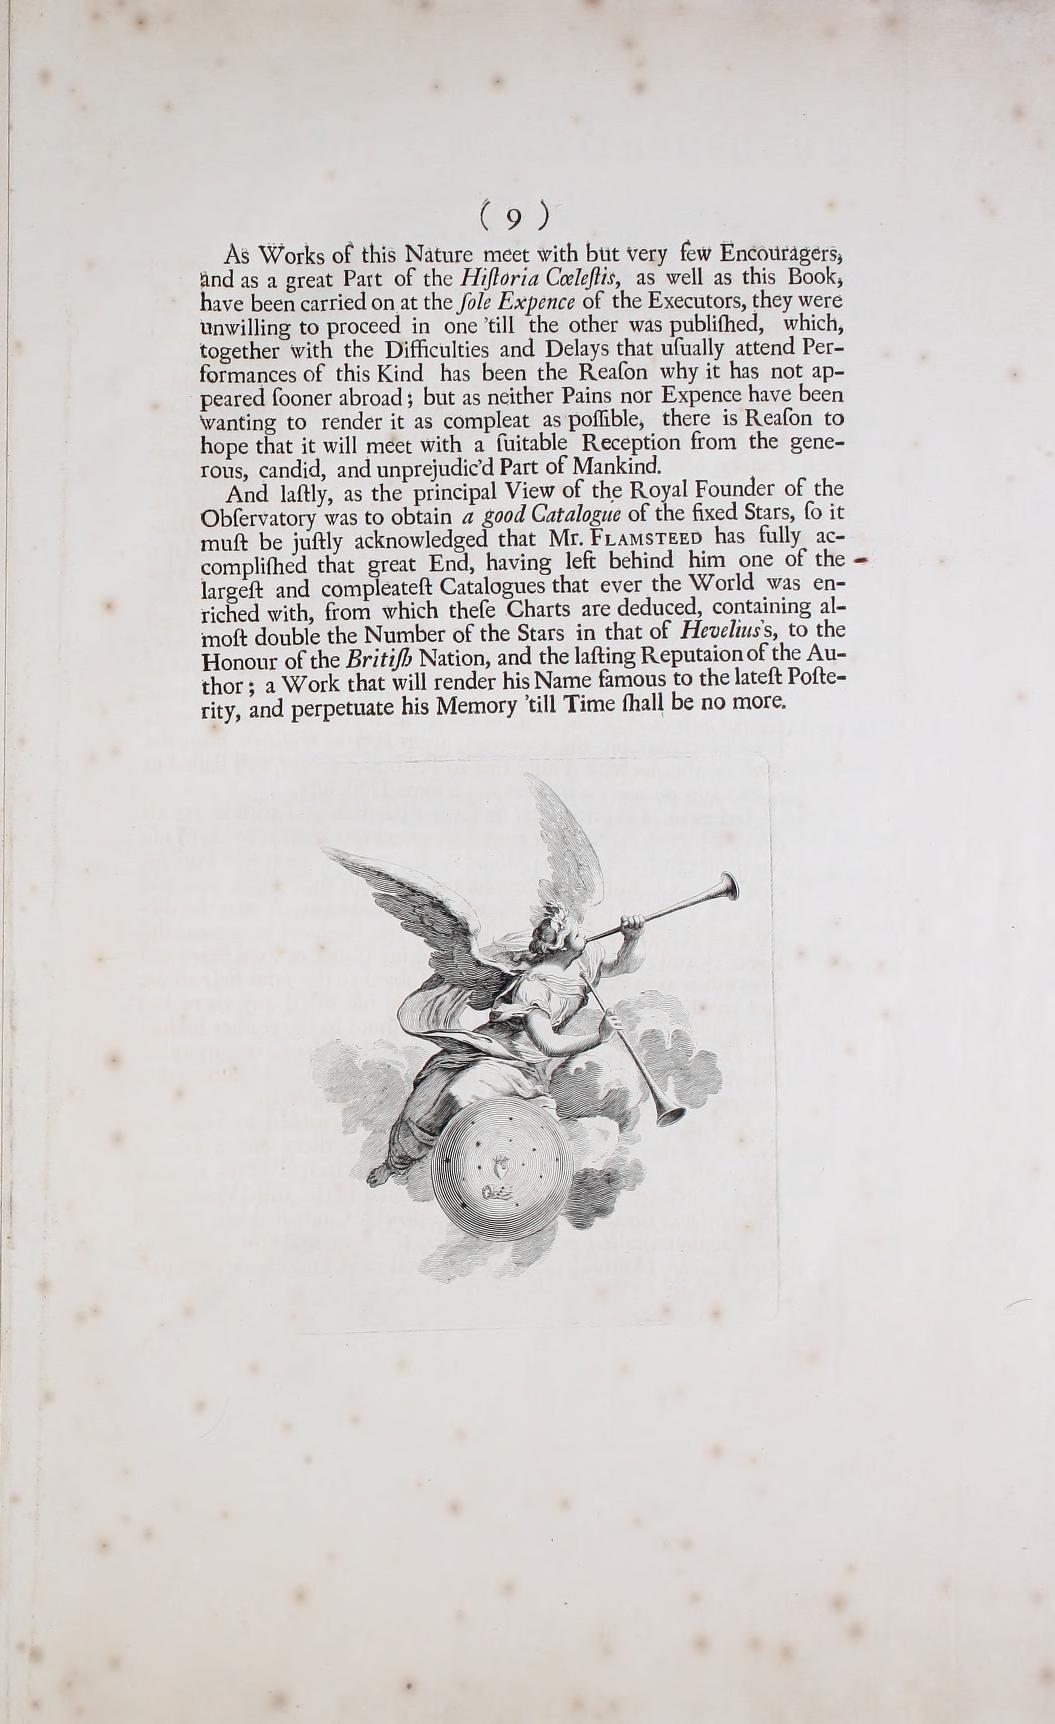 ( 9 )
As Works of this Nature meet with but very few Encouragers,
and as a great Part of the Hiſtoria Cœleſtis, as well as this Book,
have been carried on at the ſole Expence of the Executors, they were
unwilling to proceed in one ’till the other was publiſhed, which,
together with the Difficulties and Delays that uſually attend Per-
formances of this Kind has been the Reaſon why it has not ap-
peared ſooner abroad; but as neither Pains nor Expence have been
wanting to render it as compleat as poſſible, there is Reaſon to
hope that it will meet with a ſuitable Reception from the gene-
rous, candid, and unprejudic’d Part of Mankind.
And laſtly, as the principal View of the Royal Founder of the
Obſervatory was to obtain a good Catalogue of the fixed Stars, ſo it
muſt be juſtly acknowledged that Mr. FLAMSTEED has fully ac-
compliſhed that great End, having left behind him one of the
largeſt and compleateſt Catalogues that ever the World was en-
riched with, from which theſe Charts are deduced, containing al-
moſt double the Number of the Stars in that of Hevelius’s, to the
Honour of the Britiſh Nation, and the laſting Reputaion of the Au-
thor; a Work that will render his Name famous to the lateſt Poſte-
rity, and perpetuate his Memory ’till Time ſhall be no more.